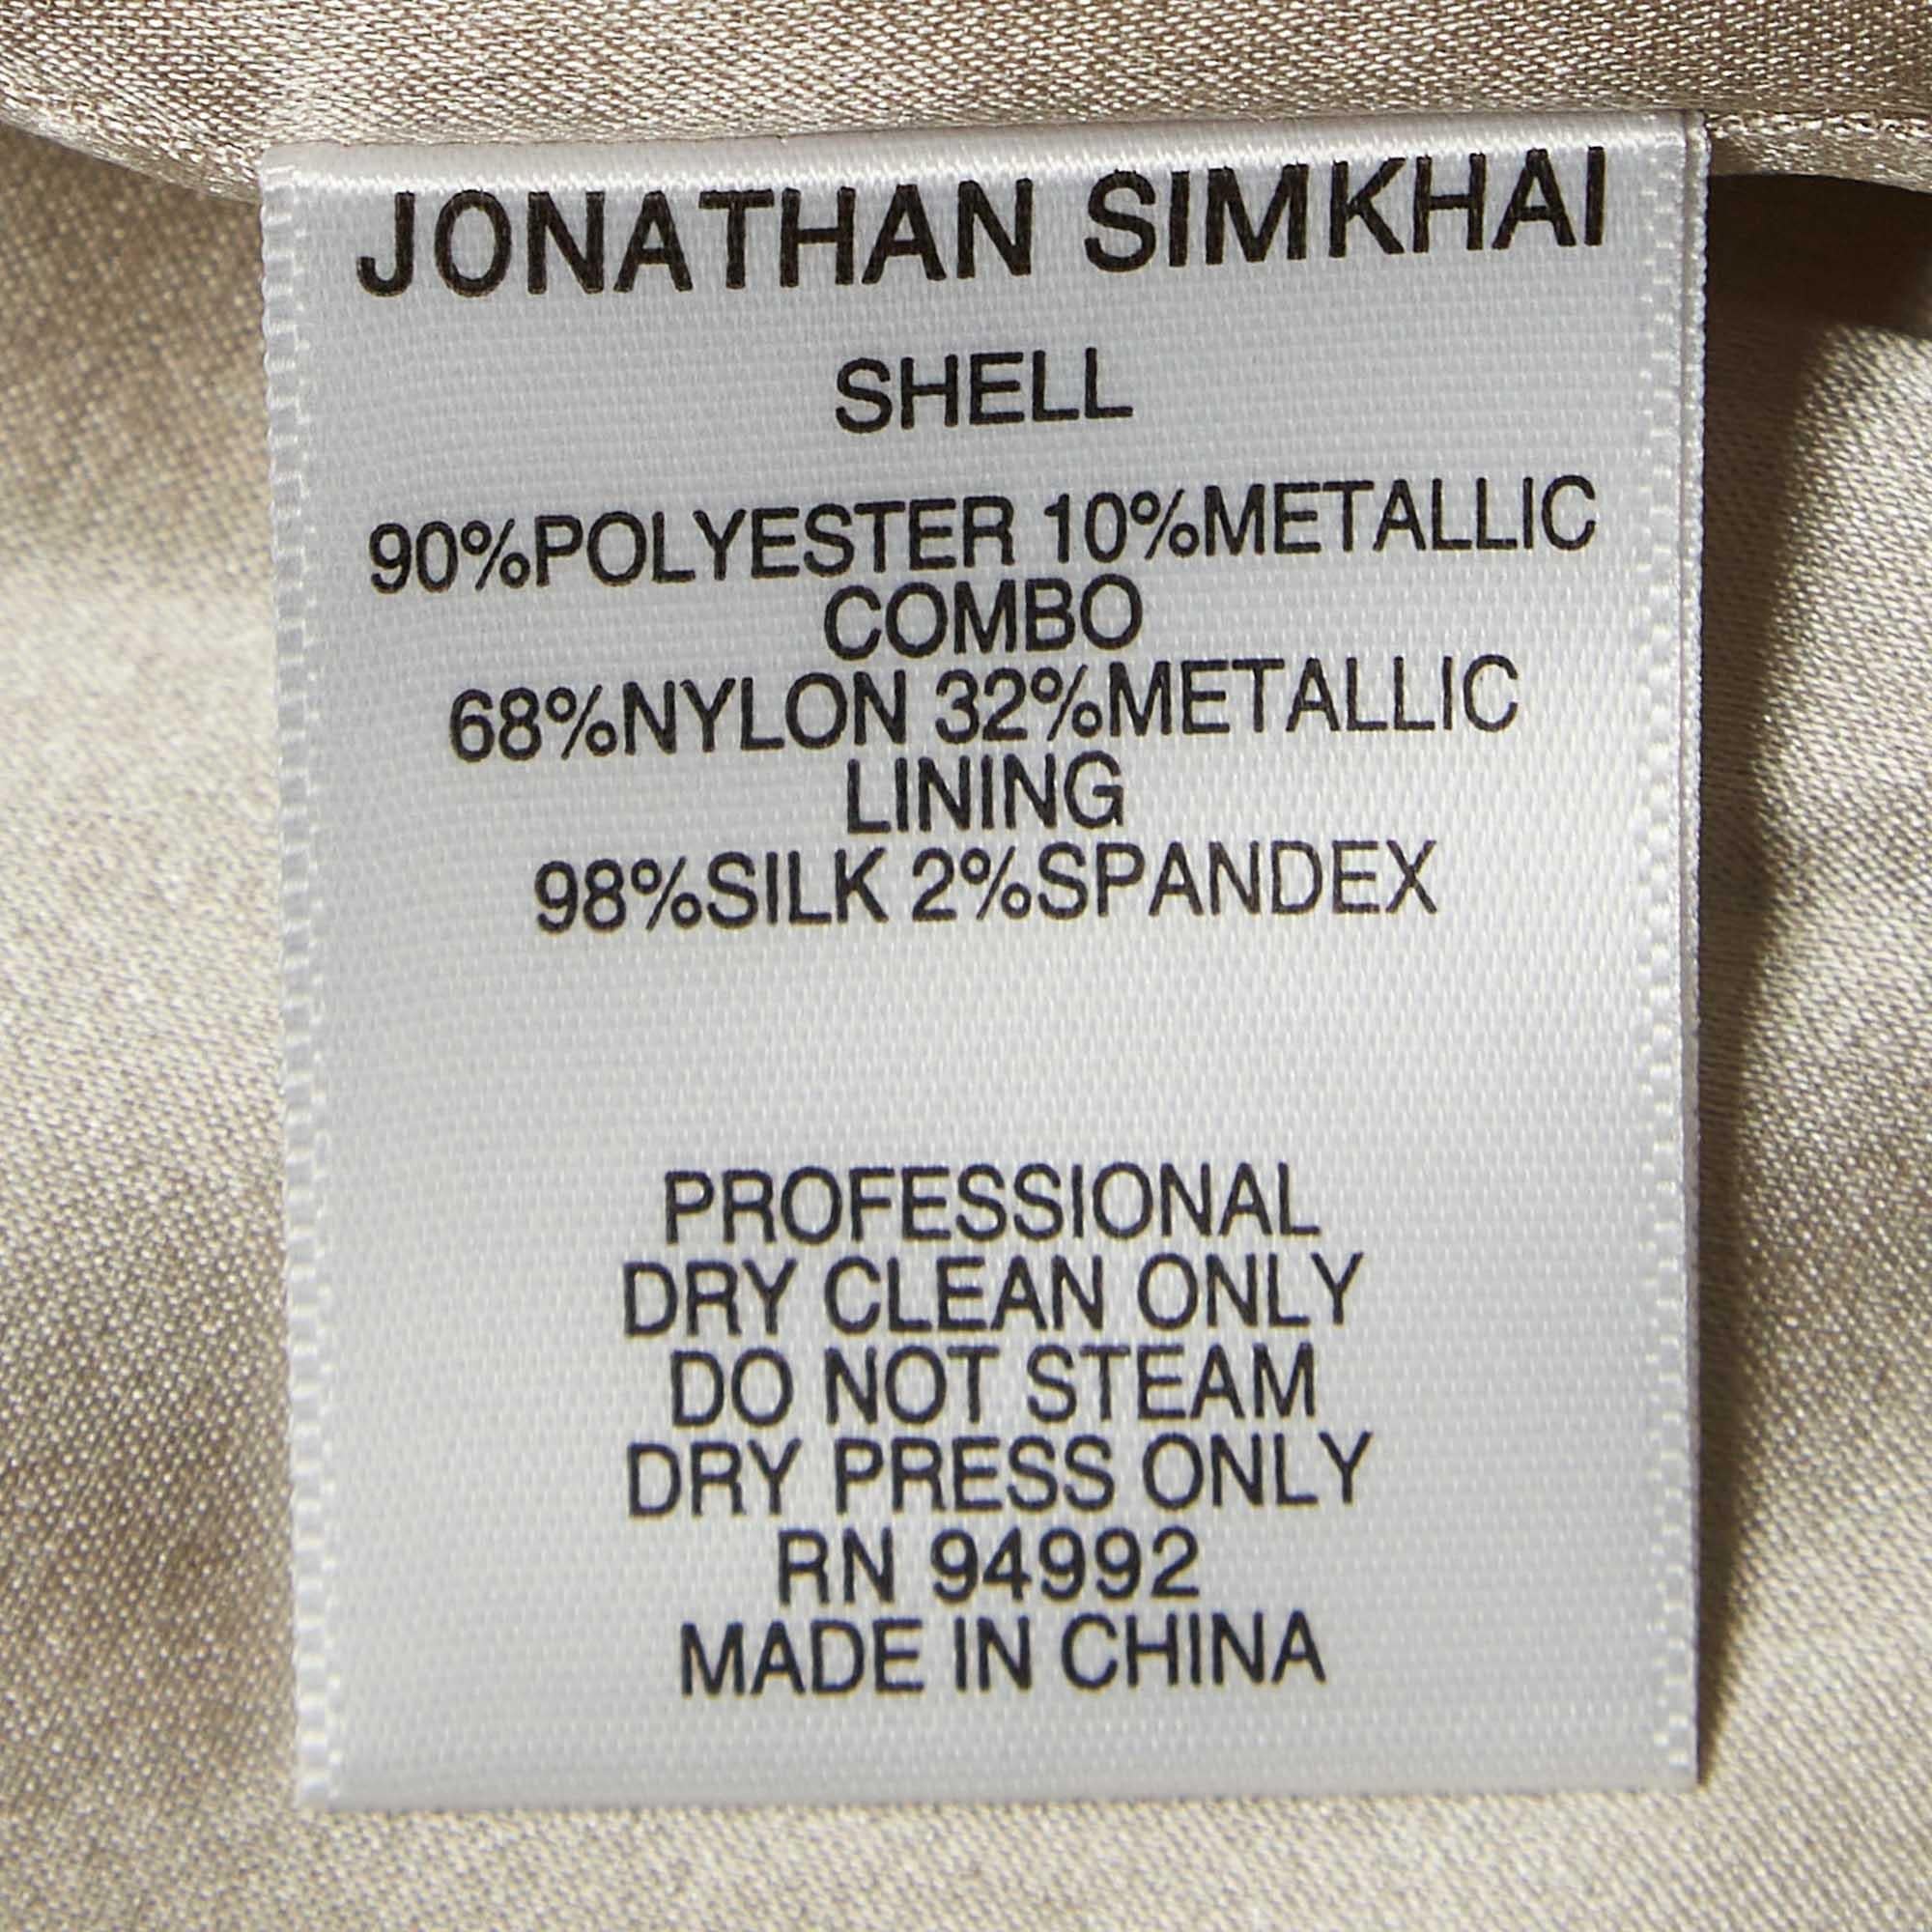 JONATHAN SIMKHAI
SHELL
90%POLYESTER 10%METALLIC
COMBO
68%NYLON 32%METALLIC
LINING
98%SILK 2%SPANDEX
PROFESSIONAL
DRY CLEAN ONLY
DO NOT STEAM
DRY PRESS ONLY
RN 94992
MADE IN CHINA